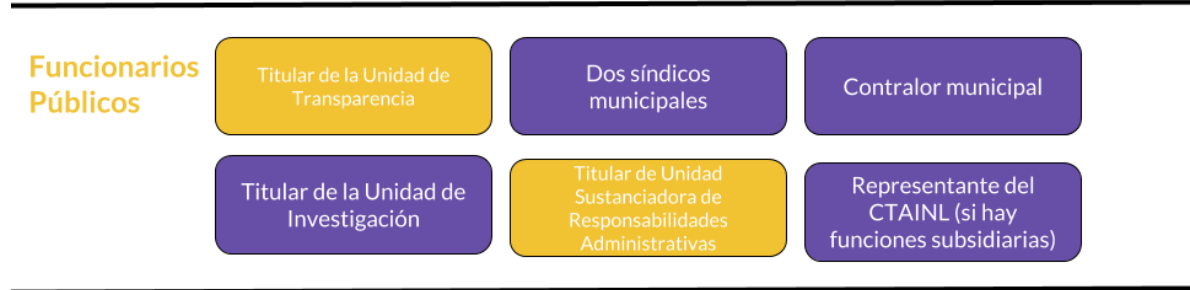 Funcionarios
Públicos
Titular de la Unidad de
Transparencia
Dos síndicos
municipales
Contralor municipal
Titular de la Unidad de
Investigación
Titular de Unidad
Sustanciadora de
Responsabilidades
Administrativas
Representante del
CTAINL (si hay
funciones subsidiarias)